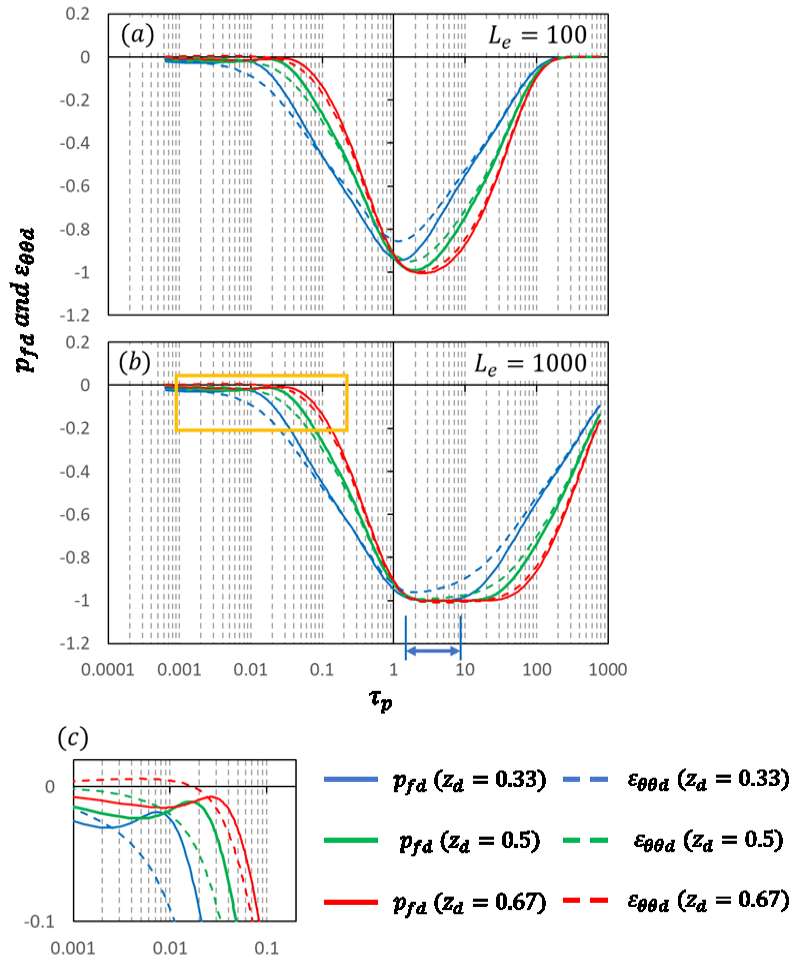 (a) L_e = 100
0.2
0
-0.2
-0.4
-0.6
-0.8
-1
-1.2
p_fd and ε_θθd
(b) L_e = 1000
0.2
0
-0.2
-0.4
-0.6
-0.8
-1
-1.2
0.0001 0.001 0.01 0.1 1 10 100 1000
τ_p
(c)
0
-0.1
0.001 0.01 0.1
p_fd (z_d = 0.33) ε_θθd (z_d = 0.33)
p_fd (z_d = 0.5) ε_θθd (z_d = 0.5)
p_fd (z_d = 0.67) ε_θθd (z_d = 0.67)